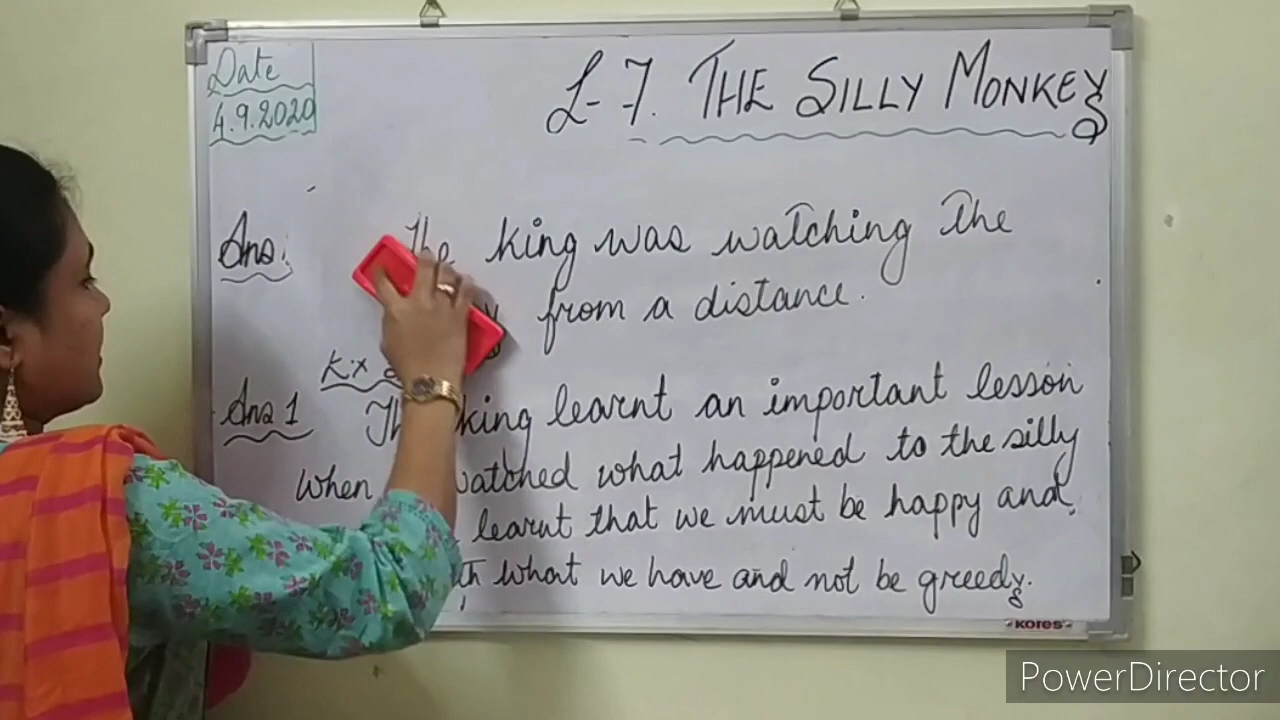 Date
4.9.2020
L-7. THE SILLY MONKEY
Ans: The king was watching the
from a distance.
Ans 1 The king learnt an important lesson
when watched what happened to the silly
learnt that we must be happy and
what we have and not be greedy.
KORES
PowerDirector